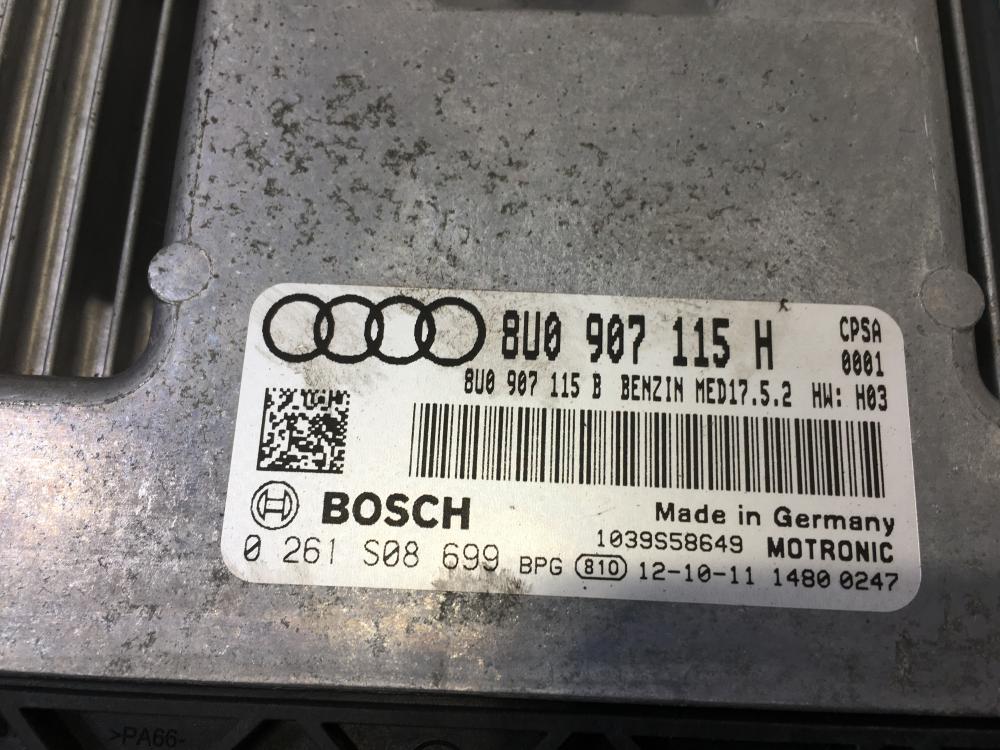 8U0 907 115 H
CPSA
0001
8U0 907 115 B BENZIN MED17.5.2 HW: H03
BOSCH
Made in Germany
1039S58649 MOTRONIC
0 261 S08 699 BPG 810 12-10-11 1480 0247
>PA66-